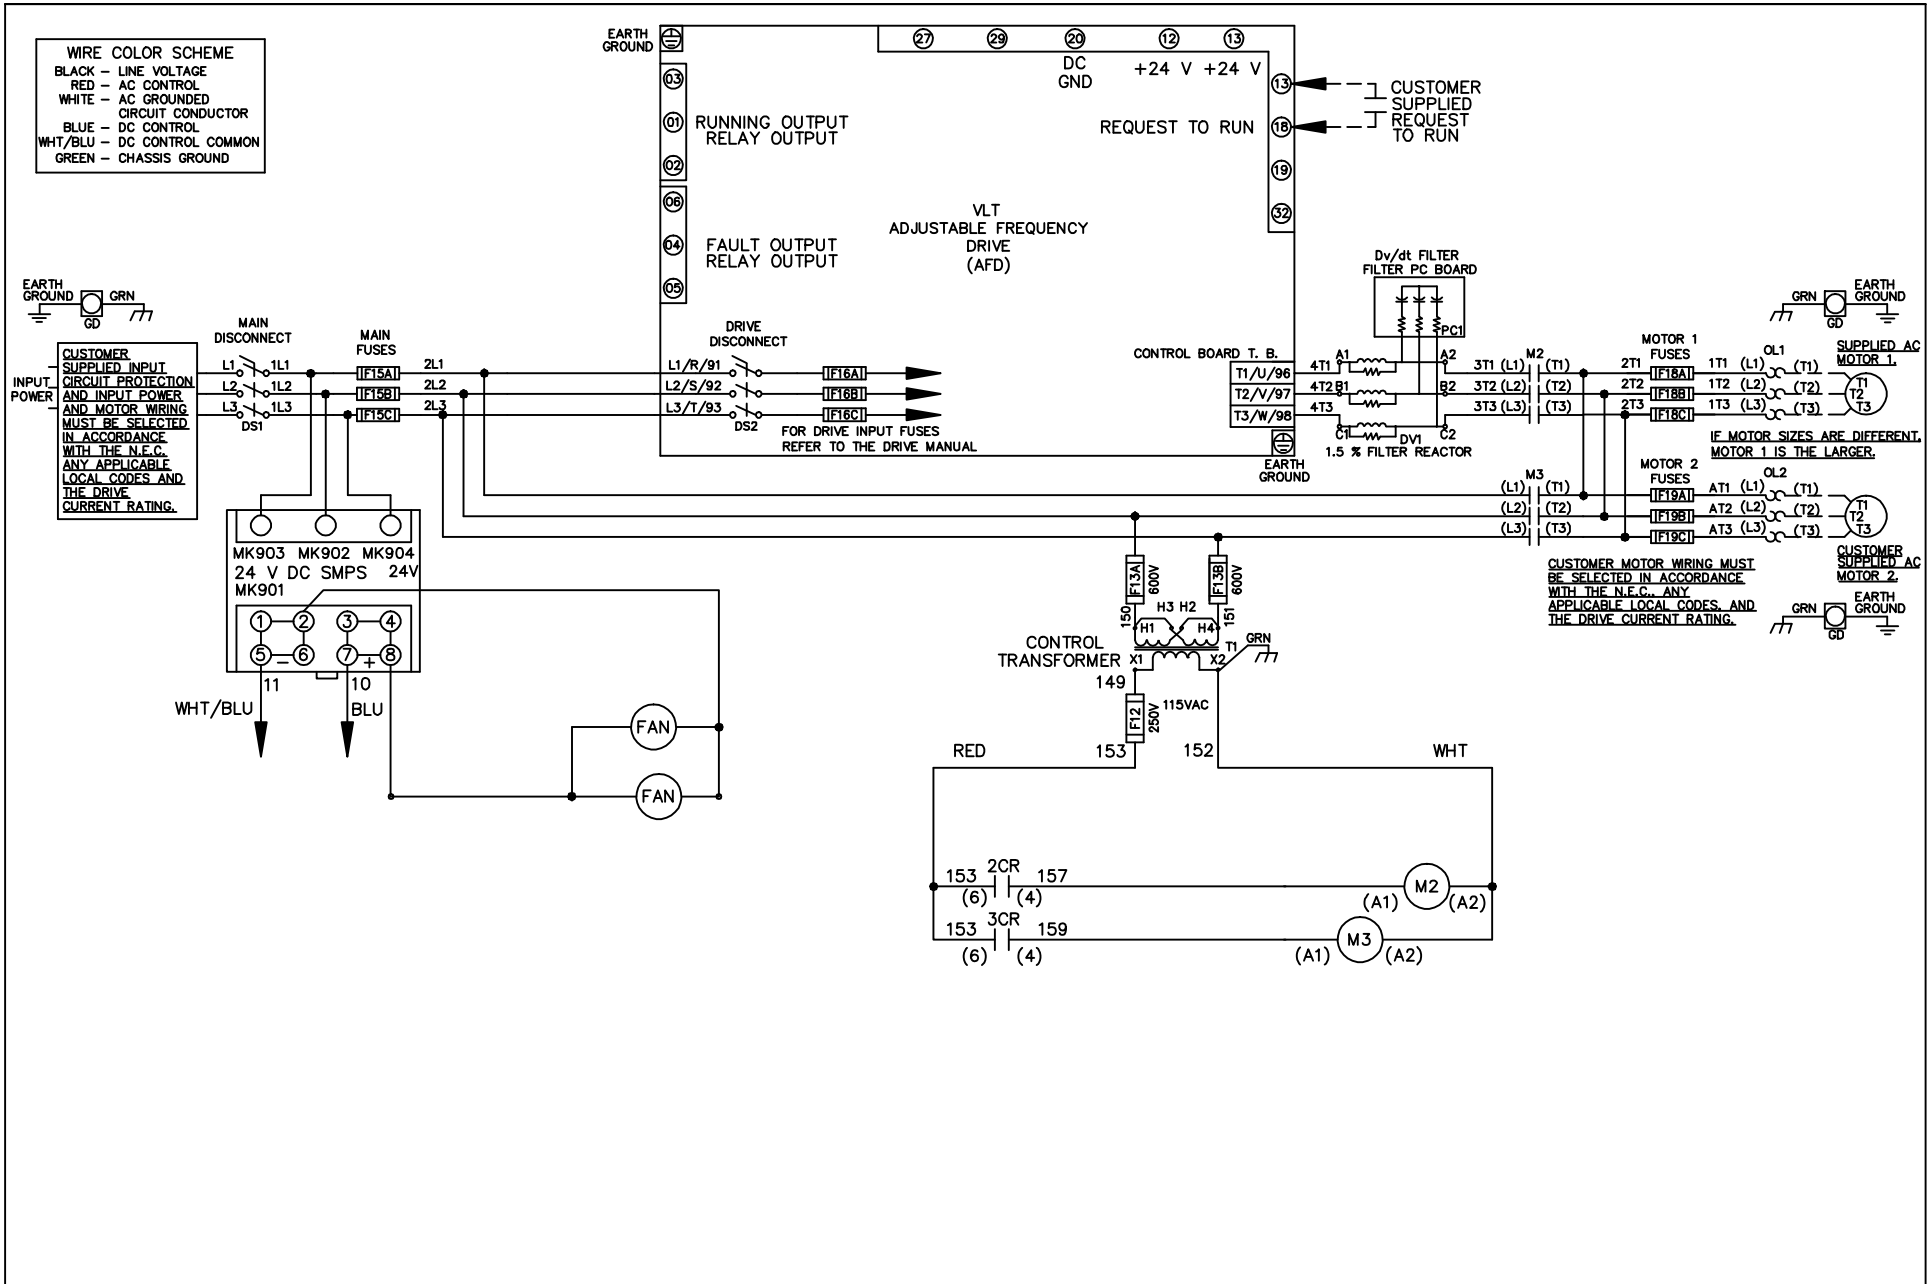 WIRE COLOR SCHEME
BLACK – LINE VOLTAGE
RED – AC CONTROL
WHITE – AC GROUNDED
CIRCUIT CONDUCTOR
BLUE – DC CONTROL
WHT/BLU – DC CONTROL COMMON
GREEN – CHASSIS GROUND
EARTH
GROUND
03
01
02
RUNNING OUTPUT
RELAY OUTPUT
06
04
05
FAULT OUTPUT
RELAY OUTPUT
27
29
20
12
13
DC
GND
+24 V
+24 V
13
18
19
32
REQUEST TO RUN
CUSTOMER
SUPPLIED
REQUEST
TO RUN
VLT
ADJUSTABLE FREQUENCY
DRIVE
(AFD)
EARTH
GROUND
GD
GRN
INPUT
POWER
CUSTOMER
SUPPLIED INPUT
CIRCUIT PROTECTION
AND INPUT POWER
AND MOTOR WIRING
MUST BE SELECTED
IN ACCORDANCE
WITH THE N.E.C.
ANY APPLICABLE
LOCAL CODES AND
THE DRIVE
CURRENT RATING.
MAIN
DISCONNECT
L1 1L1
L2 1L2
L3 1L3
DS1
MAIN
FUSES
F15A
F15B
F15C
2L1
2L2
2L3
DRIVE
DISCONNECT
L1/R/91
L2/S/92
L3/T/93
DS2
F16A
F16B
F16C
FOR DRIVE INPUT FUSES
REFER TO THE DRIVE MANUAL
CONTROL BOARD T. B.
T1/U/96
T2/V/97
T3/W/98
EARTH
GROUND
Dv/dt FILTER
FILTER PC BOARD
PC1
4T1 A1 A2
4T2 B1 B2
4T3 C1 C2
DV1
1.5 % FILTER REACTOR
M2
3T1 (L1) (T1)
3T2 (L2) (T2)
3T3 (L3) (T3)
MOTOR 1
FUSES
2T1 F18A 1T1 (L1) (T1)
2T2 F18B 1T2 (L2) (T2)
2T3 F18C 1T3 (L3) (T3)
OL1
GRN
GD
EARTH
GROUND
SUPPLIED AC
MOTOR 1.
T1
T2
T3
IF MOTOR SIZES ARE DIFFERENT,
MOTOR 1 IS THE LARGER.
M3
(L1) (T1)
(L2) (T2)
(L3) (T3)
MOTOR 2
FUSES
F19A AT1 (L1) (T1)
F19B AT2 (L2) (T2)
F19C AT3 (L3) (T3)
OL2
T1
T2
T3
CUSTOMER
SUPPLIED AC
MOTOR 2.
CUSTOMER MOTOR WIRING MUST
BE SELECTED IN ACCORDANCE
WITH THE N.E.C., ANY
APPLICABLE LOCAL CODES, AND
THE DRIVE CURRENT RATING.
GRN
GD
EARTH
GROUND
MK903 MK902 MK904
24 V DC SMPS 24V
MK901
1 2 3 4
5 – 6 7 + 8
11
10
WHT/BLU
BLU
FAN
FAN
F13A
600V
F13B
600V
150
151
H3 H2
H1
H4
CONTROL
TRANSFORMER
X1
X2
T1
GRN
149
F12
250V
115VAC
153
152
RED
WHT
153 2CR 157
(6) (4)
M2
(A1) (A2)
153 3CR 159
(6) (4)
M3
(A1) (A2)